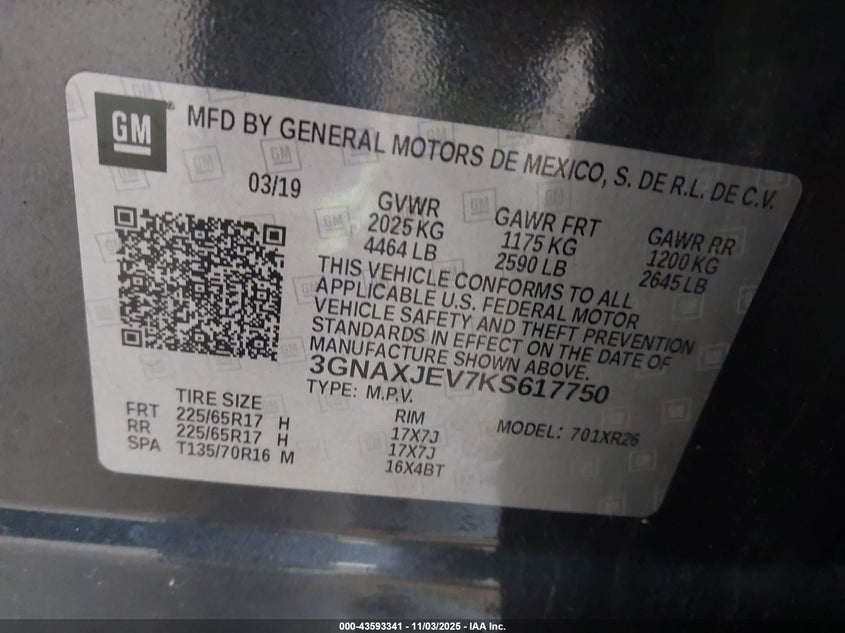 GM
MFD BY GENERAL MOTORS DE MEXICO, S. DE R.L. DE C.V.
03/19
GVWR
2025 KG
4464 LB
GAWR FRT
1175 KG
2590 LB
GAWR RR
1200 KG
2645 LB
THIS VEHICLE CONFORMS TO ALL
APPLICABLE U.S. FEDERAL MOTOR
VEHICLE SAFETY AND THEFT PREVENTION
STANDARDS IN EFFECT ON THE DATE OF
MANUFACTURE SHOWN ABOVE.
3GNAXJEV7KS617750
TYPE: M.P.V.
MODEL: 701XR26
TIRE SIZE RIM
FRT 225/65R17 H 17X7J
RR 225/65R17 H 17X7J
SPA T135/70R16 M 16X4BT
000-43593341 - 11/03/2025 - IAA Inc.